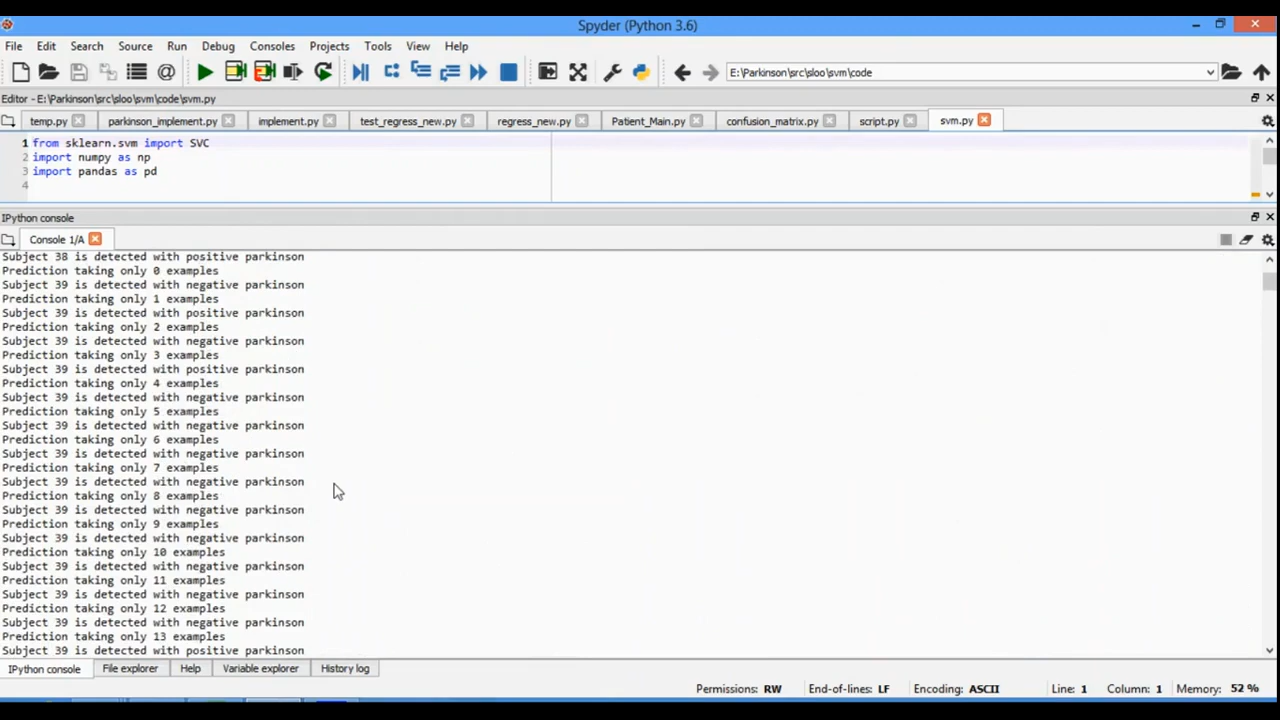 Spyder (Python 3.6)
File Edit Search Source Run Debug Consoles Projects Tools View Help
E:\Parkinson\src\sloo\svm\code
Editor - E:\Parkinson\src\sloo\svm\code\svm.py
temp.py parkinson_implement.py implement.py test_regress_new.py regress_new.py Patient_Main.py confusion_matrix.py script.py svm.py
1 from sklearn.svm import SVC
2 import numpy as np
3 import pandas as pd
4
IPython console
Console 1/A
Subject 38 is detected with positive parkinson
Prediction taking only 0 examples
Subject 39 is detected with negative parkinson
Prediction taking only 1 examples
Subject 39 is detected with positive parkinson
Prediction taking only 2 examples
Subject 39 is detected with negative parkinson
Prediction taking only 3 examples
Subject 39 is detected with positive parkinson
Prediction taking only 4 examples
Subject 39 is detected with negative parkinson
Prediction taking only 5 examples
Subject 39 is detected with negative parkinson
Prediction taking only 6 examples
Subject 39 is detected with negative parkinson
Prediction taking only 7 examples
Subject 39 is detected with negative parkinson
Prediction taking only 8 examples
Subject 39 is detected with negative parkinson
Prediction taking only 9 examples
Subject 39 is detected with negative parkinson
Prediction taking only 10 examples
Subject 39 is detected with negative parkinson
Prediction taking only 11 examples
Subject 39 is detected with negative parkinson
Prediction taking only 12 examples
Subject 39 is detected with negative parkinson
Prediction taking only 13 examples
Subject 39 is detected with positive parkinson
IPython console File explorer Help Variable explorer History log
Permissions: RW End-of-lines: LF Encoding: ASCII Line: 1 Column: 1 Memory: 52 %